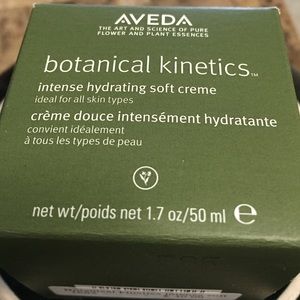 AVEDA
THE ART AND SCIENCE OF PURE
FLOWER AND PLANT ESSENCES
botanical kinetics™
intense hydrating soft creme
ideal for all skin types
crème douce intensément hydratante
convient idéalement
à tous les types de peau
net wt/poids net 1.7 oz/50 ml ℮